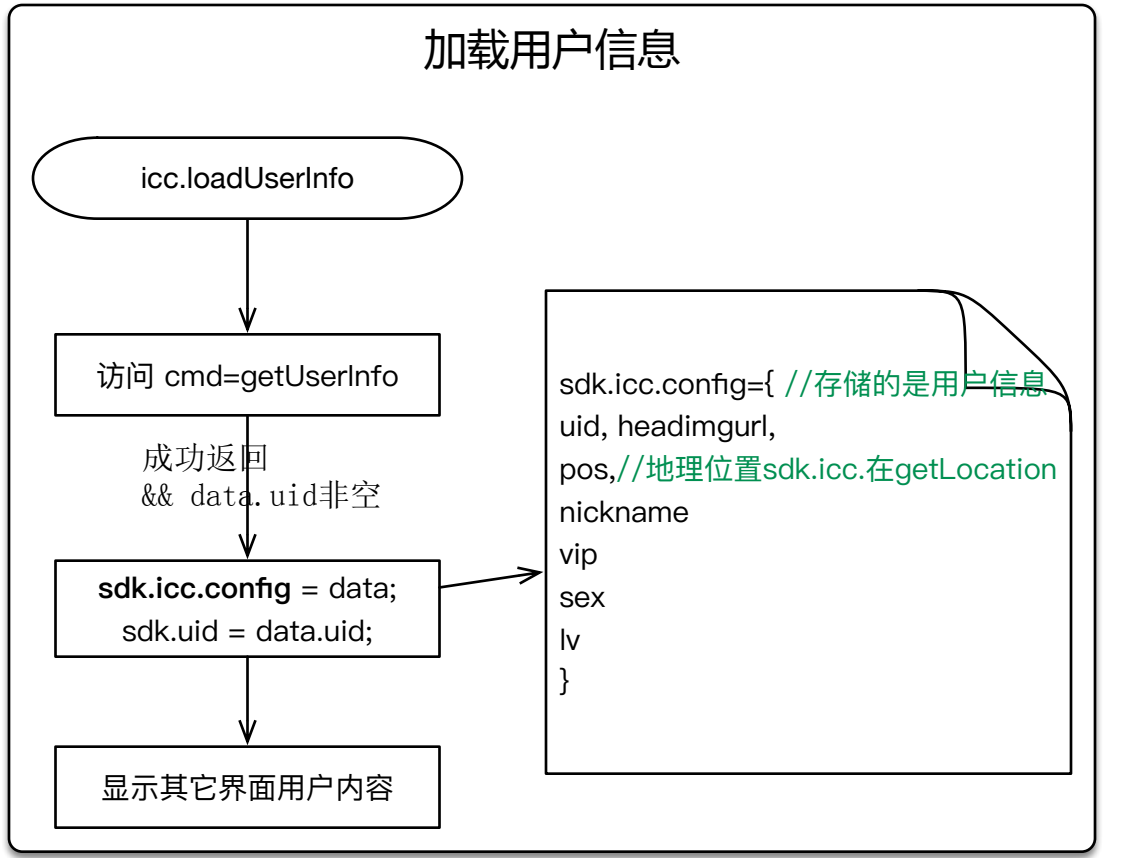 加载用户信息
icc.loadUserInfo
访问 cmd=getUserInfo
成功返回
&& data.uid非空
sdk.icc.config = data;
sdk.uid = data.uid;
显示其它界面用户内容
sdk.icc.config={ //存储的是用户信息
uid, headimgurl,
pos,//地理位置sdk.icc.在getLocation
nickname
vip
sex
lv
}